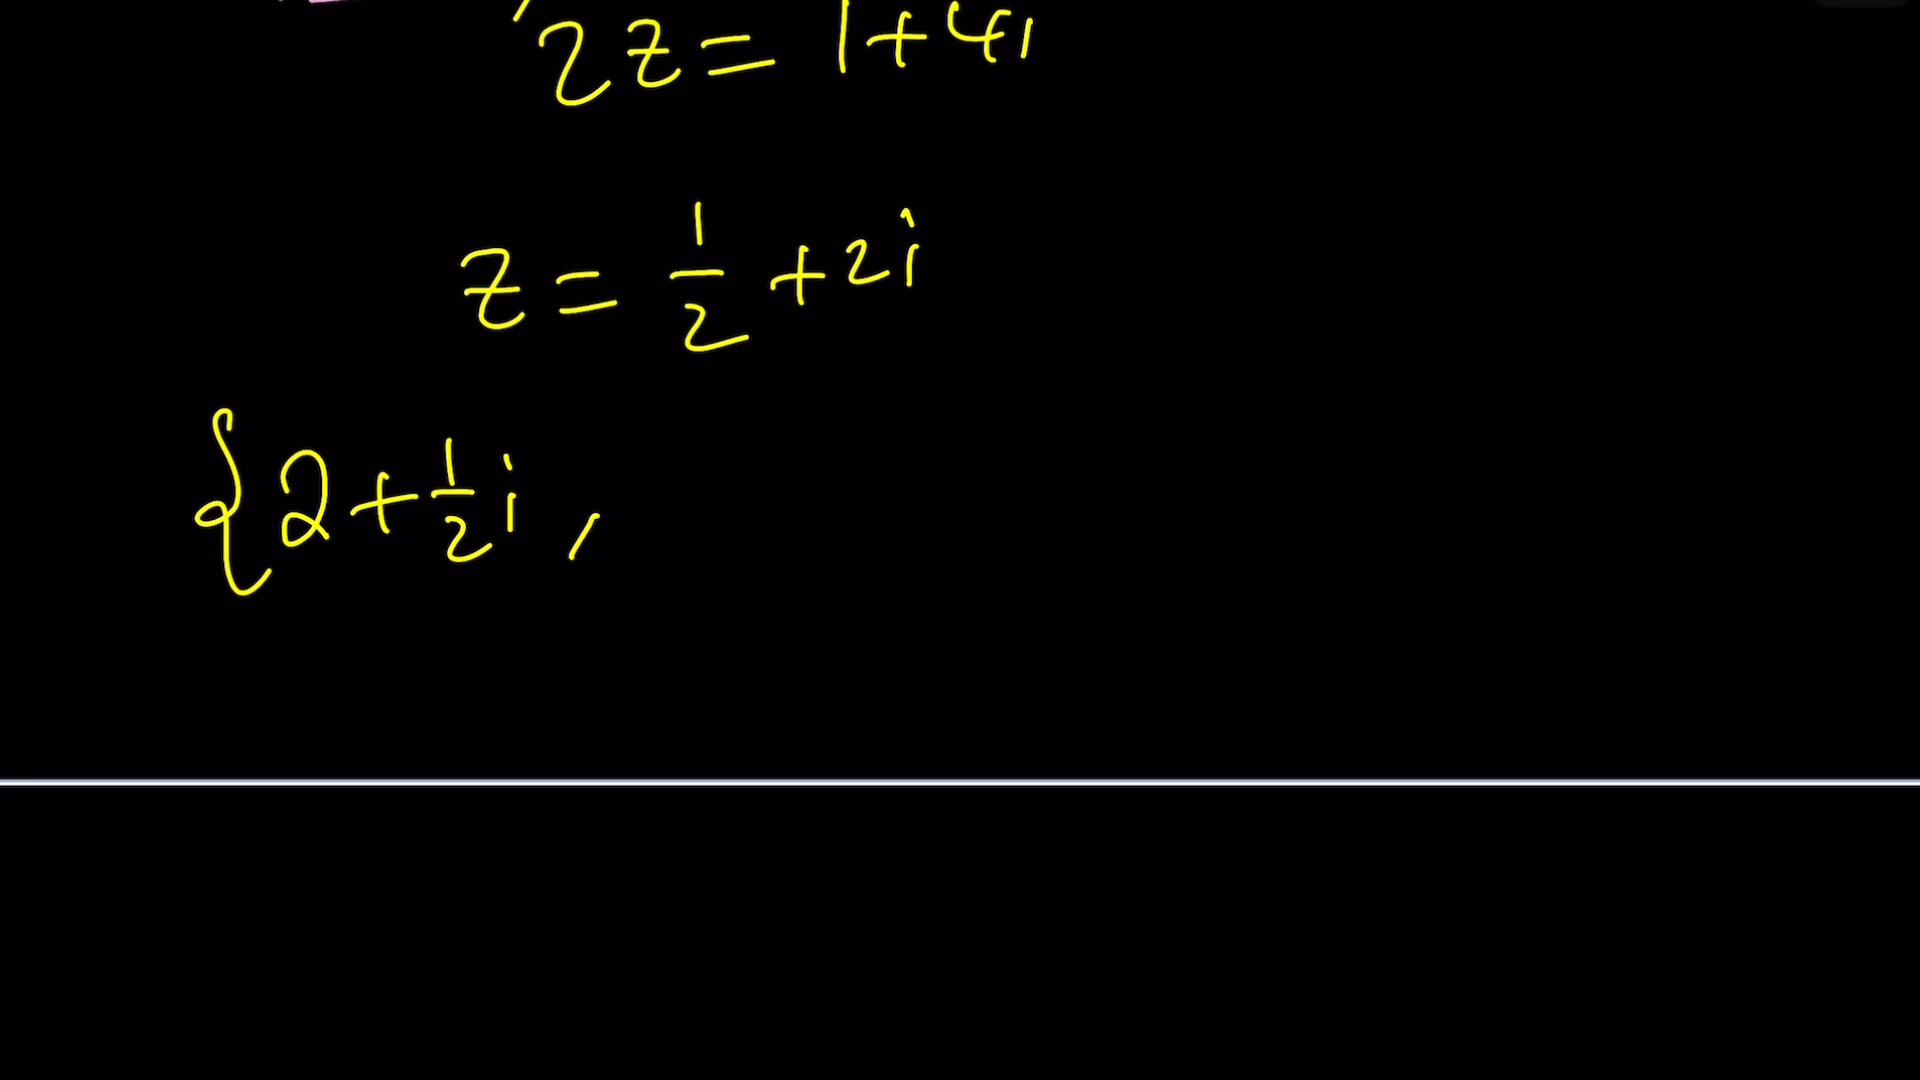 2z = 1+4i
z = 1/2 + 2i
{2 + 1/2 i ,